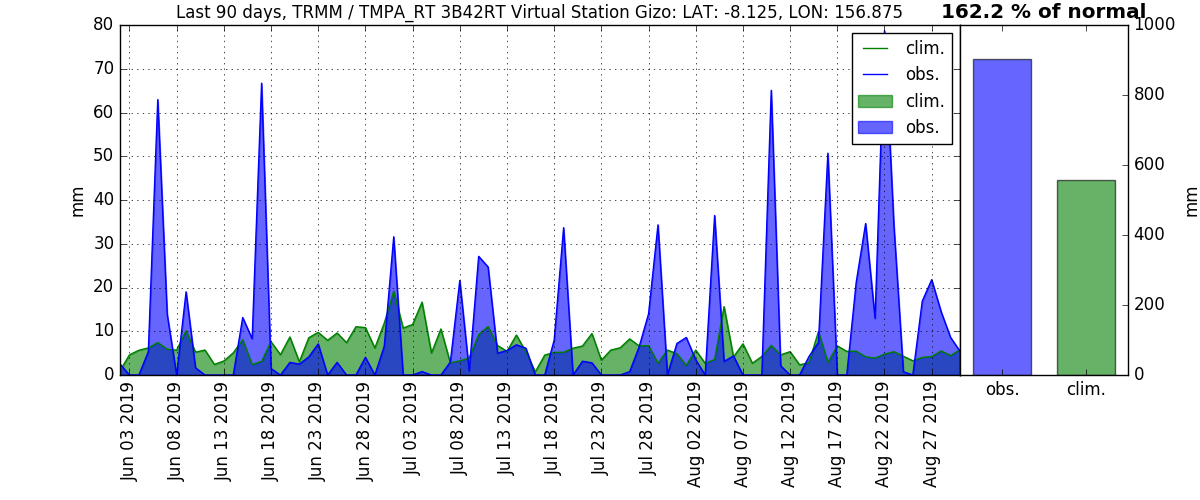 Last 90 days, TRMM / TMPA_RT 3B42RT Virtual Station Gizo: LAT: -8.125, LON: 156.875
162.2 % of normal
80
70
60
50
40
30
20
10
0
mm
clim.
obs.
clim.
obs.
1000
800
600
400
200
0
mm
obs.
clim.
Jun 03 2019
Jun 08 2019
Jun 13 2019
Jun 18 2019
Jun 23 2019
Jun 28 2019
Jul 03 2019
Jul 08 2019
Jul 13 2019
Jul 18 2019
Jul 23 2019
Jul 28 2019
Aug 02 2019
Aug 07 2019
Aug 12 2019
Aug 17 2019
Aug 22 2019
Aug 27 2019